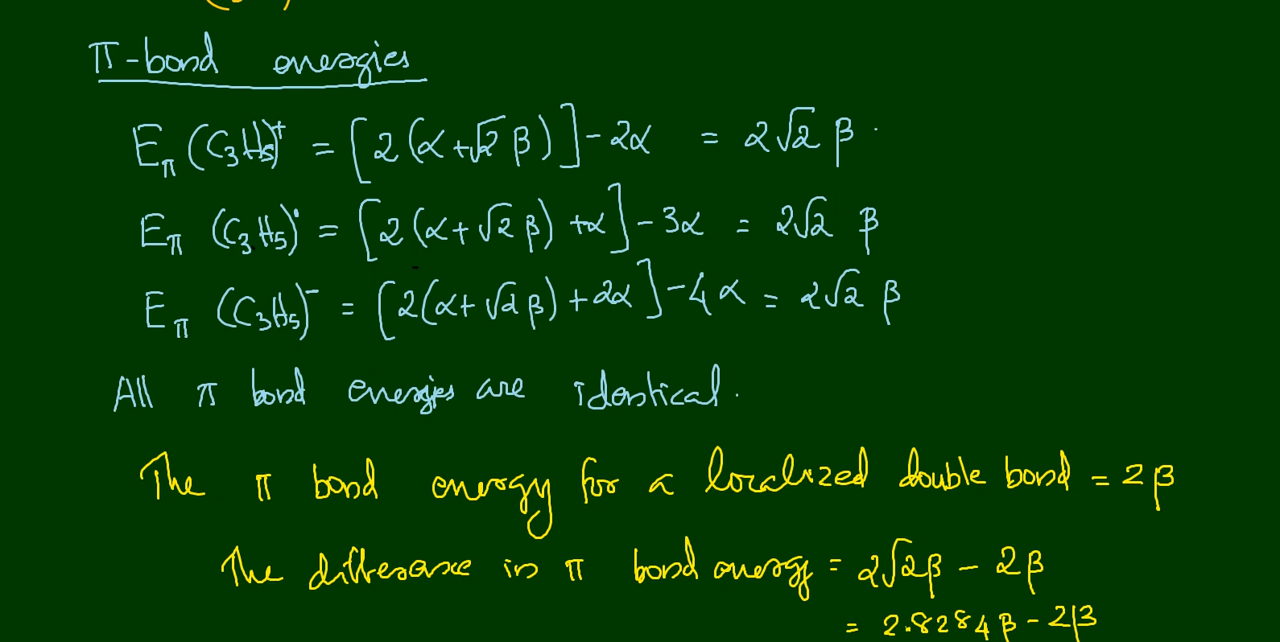 π-bond energies
Eπ (C₃H₅)⁺ = [2(α+√2 β)] - 2α = 2√2 β.
Eπ (C₃H₅)˙ = [2(α+√2 β) +α] - 3α = 2√2 β
Eπ (C₃H₅)⁻ = [2(α+√2 β) + 2α] - 4α = 2√2 β
All π bond energies are identical.
The π bond energy for a localized double bond = 2β
The difference in π bond energy = 2√2β - 2β
= 2.8284β - 2β